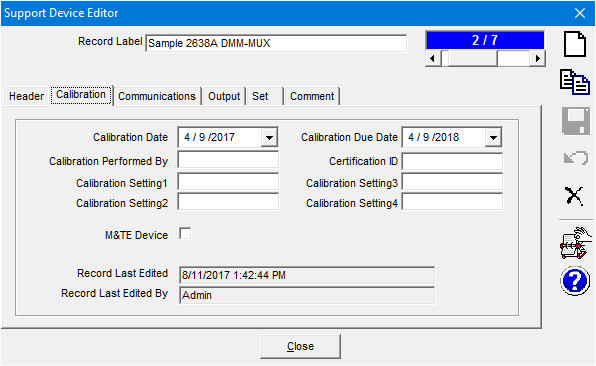 Support Device Editor
Record Label Sample 2638A DMM-MUX 2 / 7
Header Calibration Communications Output Set Comment
Calibration Date 4 / 9 /2017 Calibration Due Date 4 / 9 /2018
Calibration Performed By Certification ID
Calibration Setting1 Calibration Setting3
Calibration Setting2 Calibration Setting4
M&TE Device
Record Last Edited 8/11/2017 1:42:44 PM
Record Last Edited By Admin
Close